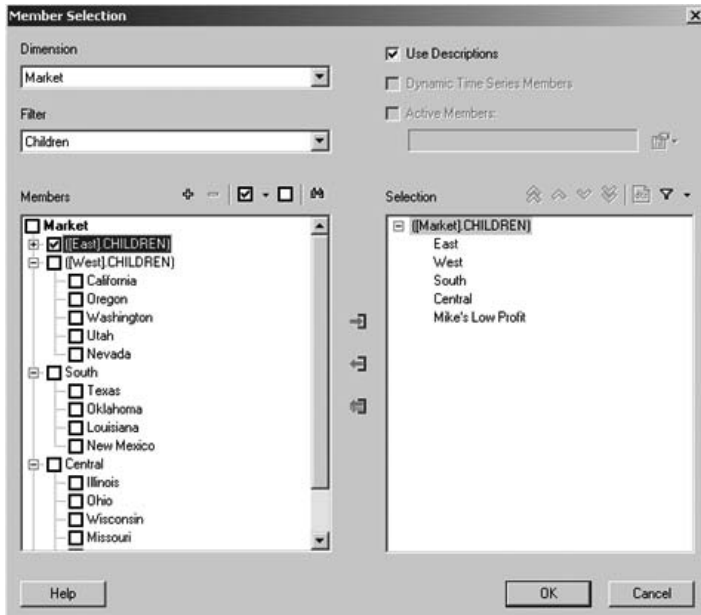 Member Selection
Dimension
Market
Filter
Children
Use Descriptions
Dynamic Time Series Members
Active Members:
Members
Market
([East].CHILDREN)
([West].CHILDREN)
California
Oregon
Washington
Utah
Nevada
South
Texas
Oklahoma
Louisiana
New Mexico
Central
Illinois
Ohio
Wisconsin
Missouri
Selection
([Market].CHILDREN)
East
West
South
Central
Mike's Low Profit
Help
OK
Cancel